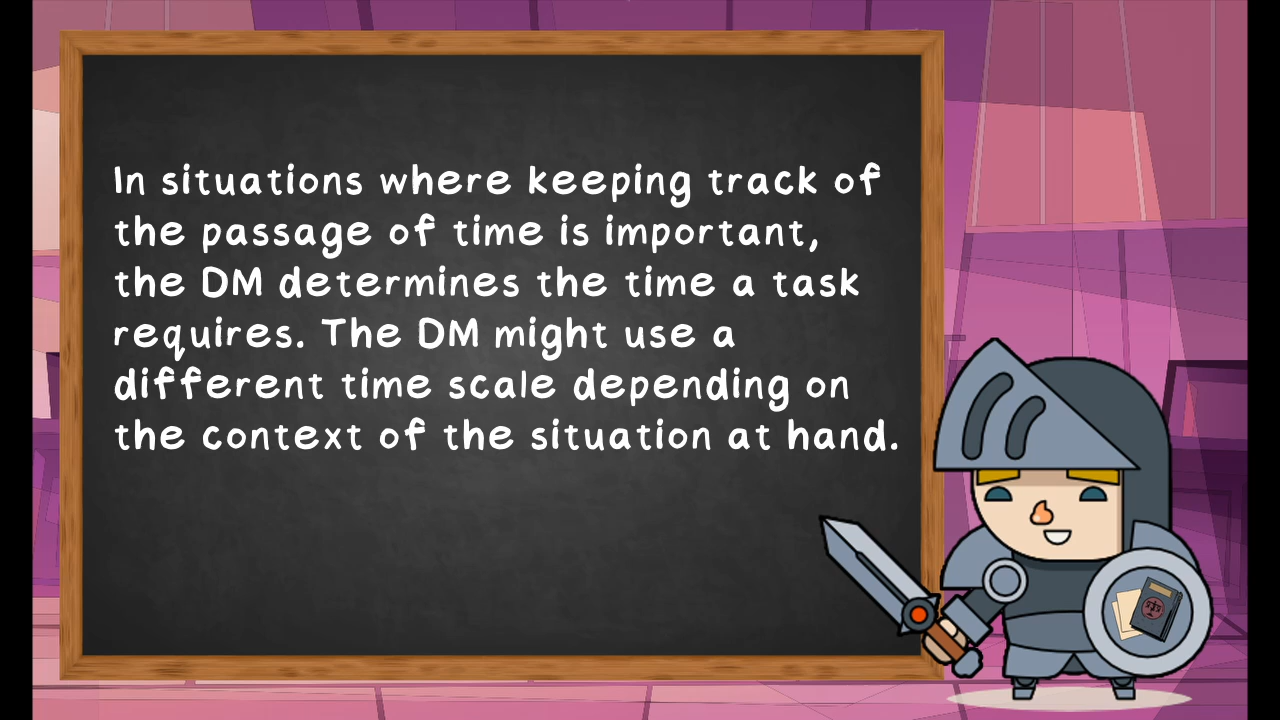 In situations where keeping track of
the passage of time is important,
the DM determines the time a task
requires. The DM might use a
different time scale depending on
the context of the situation at hand.